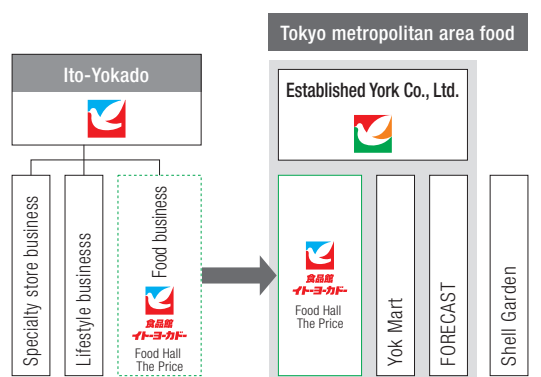 Tokyo metropolitan area food
Ito-Yokado
Established York Co., Ltd.
Specialty store business
Lifestyle businesss
Food business
食品館
イトーヨーカドー
Food Hall
The Price
食品館
イトーヨーカドー
Food Hall
The Price
Yok Mart
FORECAST
Shell Garden